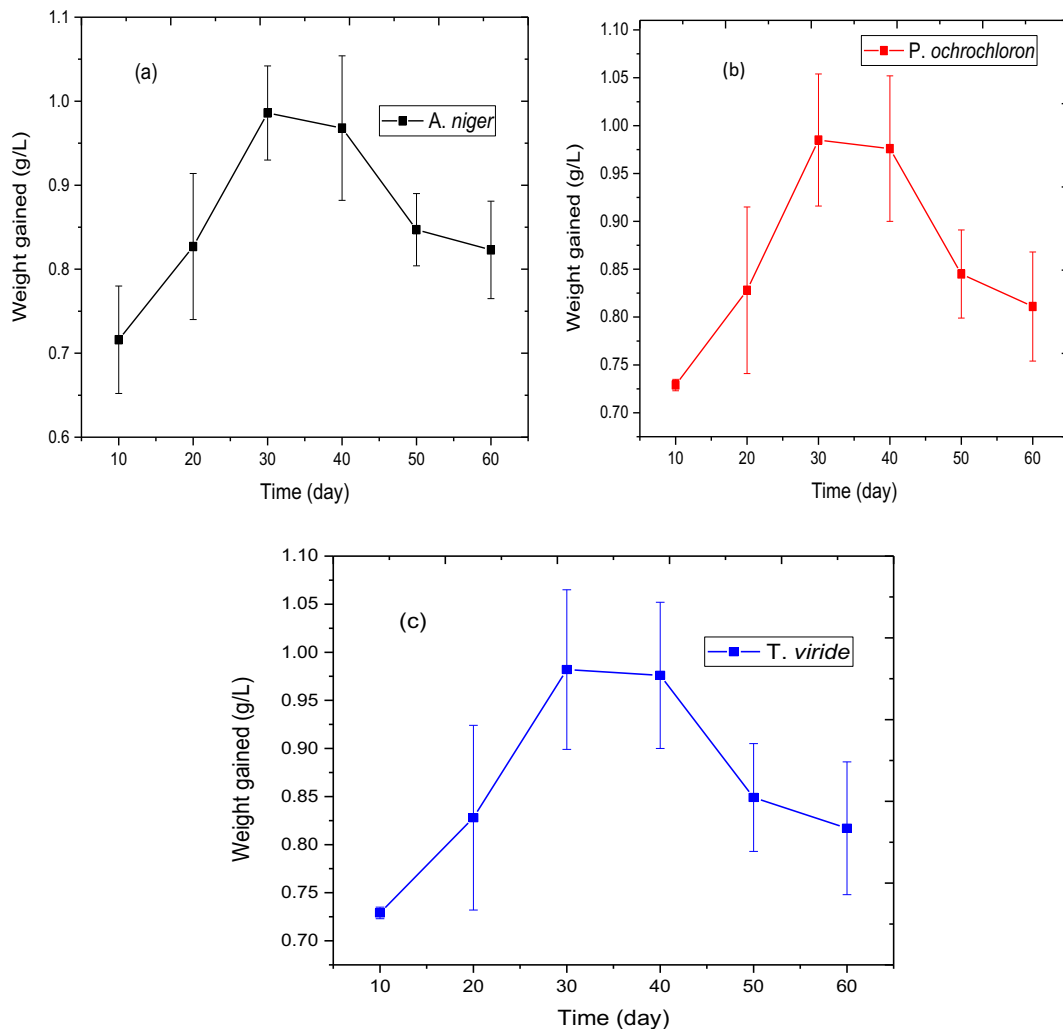 (a)
A. niger
Weight gained (g/L)
1.1
1.0
0.9
0.8
0.7
0.6
10 20 30 40 50 60
Time (day)
(b)
P. ochrochloron
Weight gained (g/L)
1.10
1.05
1.00
0.95
0.90
0.85
0.80
0.75
0.70
10 20 30 40 50 60
Time (day)
(c)
T. viride
Weight gained (g/L)
1.10
1.05
1.00
0.95
0.90
0.85
0.80
0.75
0.70
10 20 30 40 50 60
Time (day)